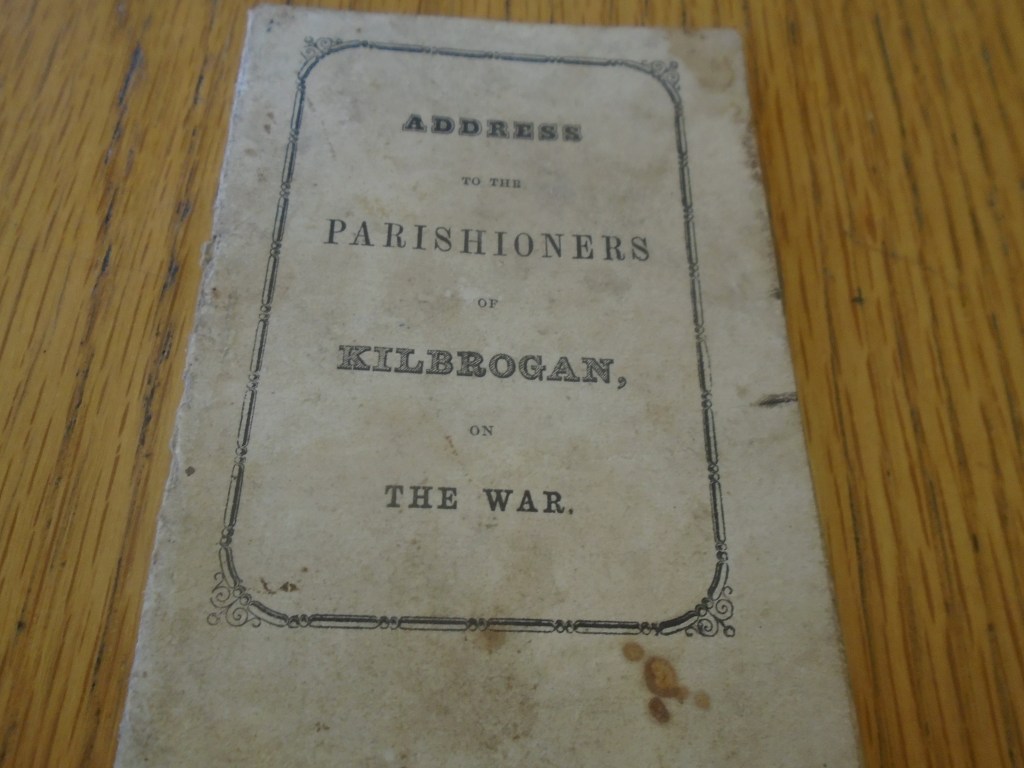 ADDRESS
TO THE
PARISHIONERS
OF
KILBROGAN,
ON
THE WAR.